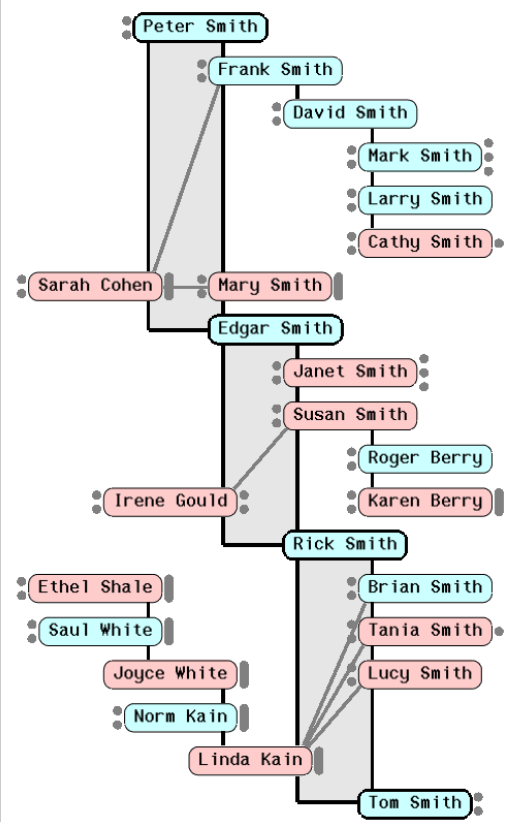 Peter Smith
Frank Smith
David Smith
Mark Smith
Larry Smith
Cathy Smith
Sarah Cohen
Mary Smith
Edgar Smith
Janet Smith
Susan Smith
Roger Berry
Irene Gould
Karen Berry
Rick Smith
Ethel Shale
Brian Smith
Saul White
Tania Smith
Joyce White
Lucy Smith
Norm Kain
Linda Kain
Tom Smith